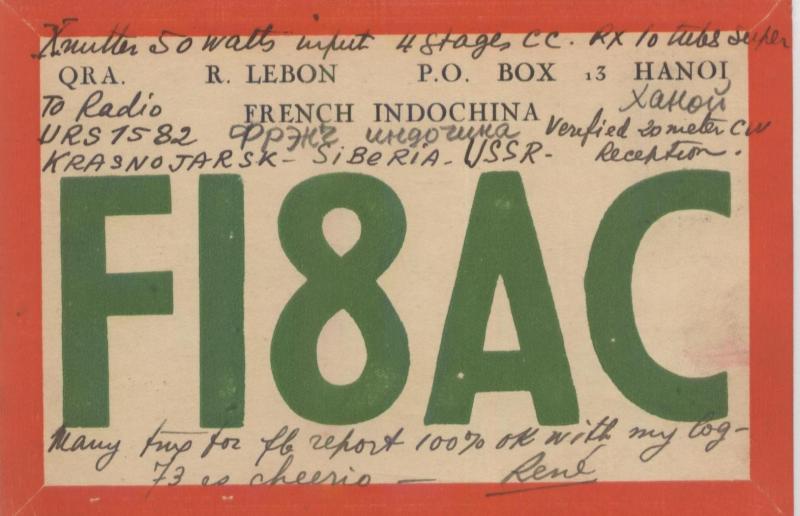 Xmitter 50 watts input 4 stages CC. RX 10 tubes super
QRA. R. LEBON P.O. BOX 13 HANOI
Ханой
To Radio FRENCH INDOCHINA
URS 1582 Фрэнч индочина Verified 20 meter CW
KRASNOJARSK - SiBeRiA - USSR - Reception.
FI8AC
Many tnx for fb report 100% ok with my log -
73 es cheerio — René